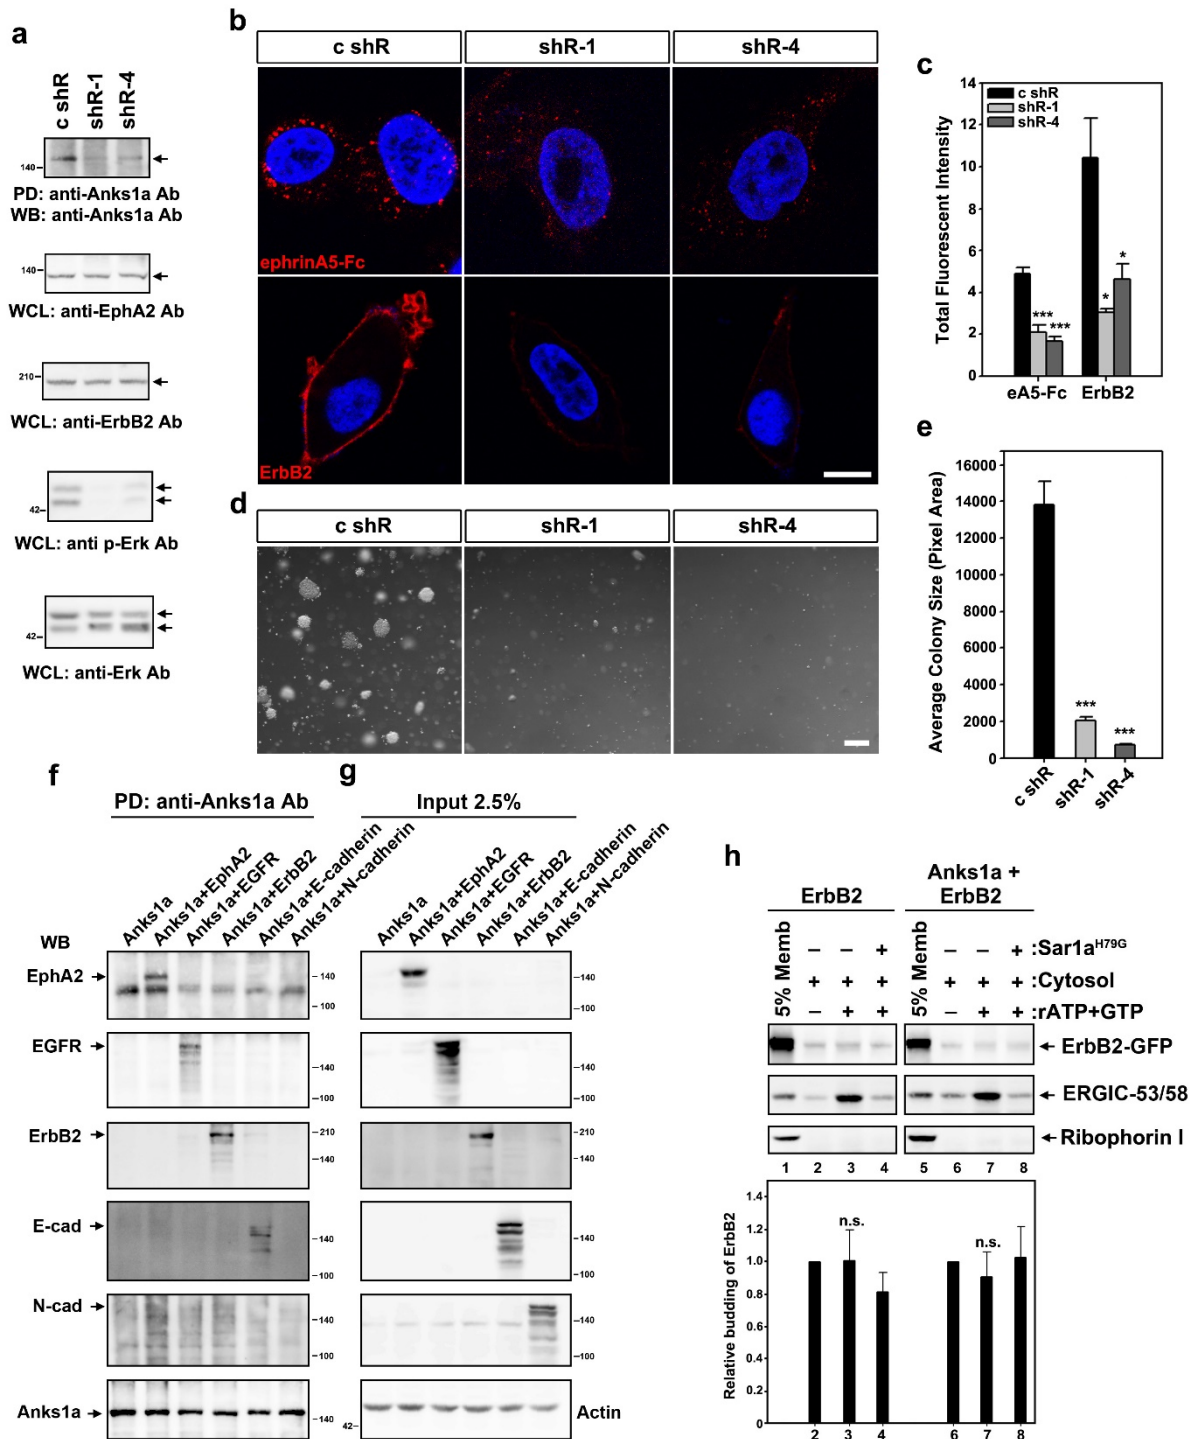 a
c shR
shR-1
shR-4
140
PD: anti-Anks1a Ab
WB: anti-Anks1a Ab
140
WCL: anti-EphA2 Ab
210
WCL: anti-ErbB2 Ab
42
WCL: anti p-Erk Ab
42
WCL: anti-Erk Ab
b
c shR shR-1 shR-4
ephrinA5-Fc
ErbB2
c
c shR
shR-1
shR-4
Total Fluorescent Intensity
14
12
10
8
6
4
2
0
*** ***
* *
eA5-Fc ErbB2
d
c shR shR-1 shR-4
e
Average Colony Size (Pixel Area)
16000
14000
12000
10000
8000
6000
4000
2000
0
***
***
c shR shR-1 shR-4
f
PD: anti-Anks1a Ab
Anks1a
Anks1a+EphA2
Anks1a+EGFR
Anks1a+ErbB2
Anks1a+E-cadherin
Anks1a+N-cadherin
WB
EphA2
140
100
EGFR
140
100
ErbB2
210
140
E-cad
140
100
N-cad
140
100
Anks1a
140
g
Input 2.5%
Anks1a
Anks1a+EphA2
Anks1a+EGFR
Anks1a+ErbB2
Anks1a+E-cadherin
Anks1a+N-cadherin
140
100
140
100
210
140
140
100
140
100
42
Actin
h
ErbB2
Anks1a +
ErbB2
5% Memb – – + 5% Memb – – + :Sar1aH79G
+ + + + + + :Cytosol
– + + – + + :rATP+GTP
ErbB2-GFP
ERGIC-53/58
Ribophorin I
1 2 3 4 5 6 7 8
Relative budding of ErbB2
1.4
1.2
1.0
0.8
0.6
0.4
0.2
0
n.s. n.s.
2 3 4 6 7 8